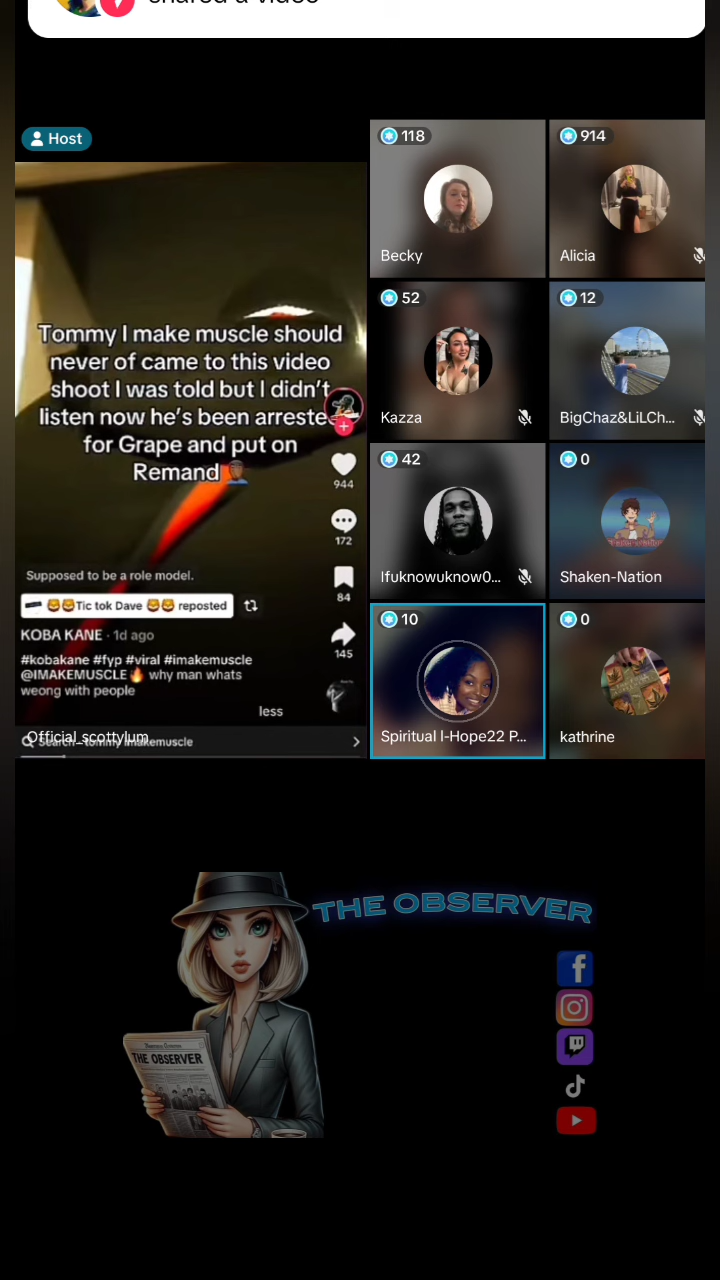 shared a video
Host
118
914
Becky
Alicia
52
12
Kazza
BigChaz&LiLCh...
42
0
Ifuknowuknow0...
Shaken-Nation
10
0
Spiritual I-Hope22 P...
kathrine
Tommy I make muscle should
never of came to this video
shoot I was told but I didn't
listen now he's been arreste
for Grape and put on
Remand
944
172
84
145
Supposed to be a role model.
Tic tok Dave reposted
KOBA KANE · 1d ago
#kobakane #fyp #viral #imakemuscle
@IMAKEMUSCLE🔥 why man whats
weong with people
less
Official_scottylum
Search · tommy imakemuscle
THE OBSERVER
THE OBSERVER